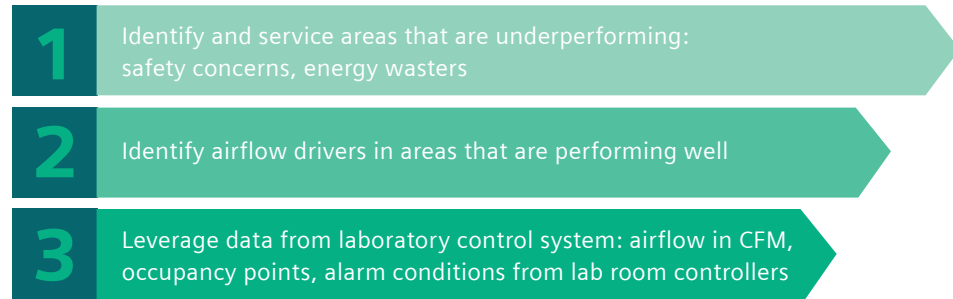 1
Identify and service areas that are underperforming:
safety concerns, energy wasters
2
Identify airflow drivers in areas that are performing well
3
Leverage data from laboratory control system: airflow in CFM,
occupancy points, alarm conditions from lab room controllers